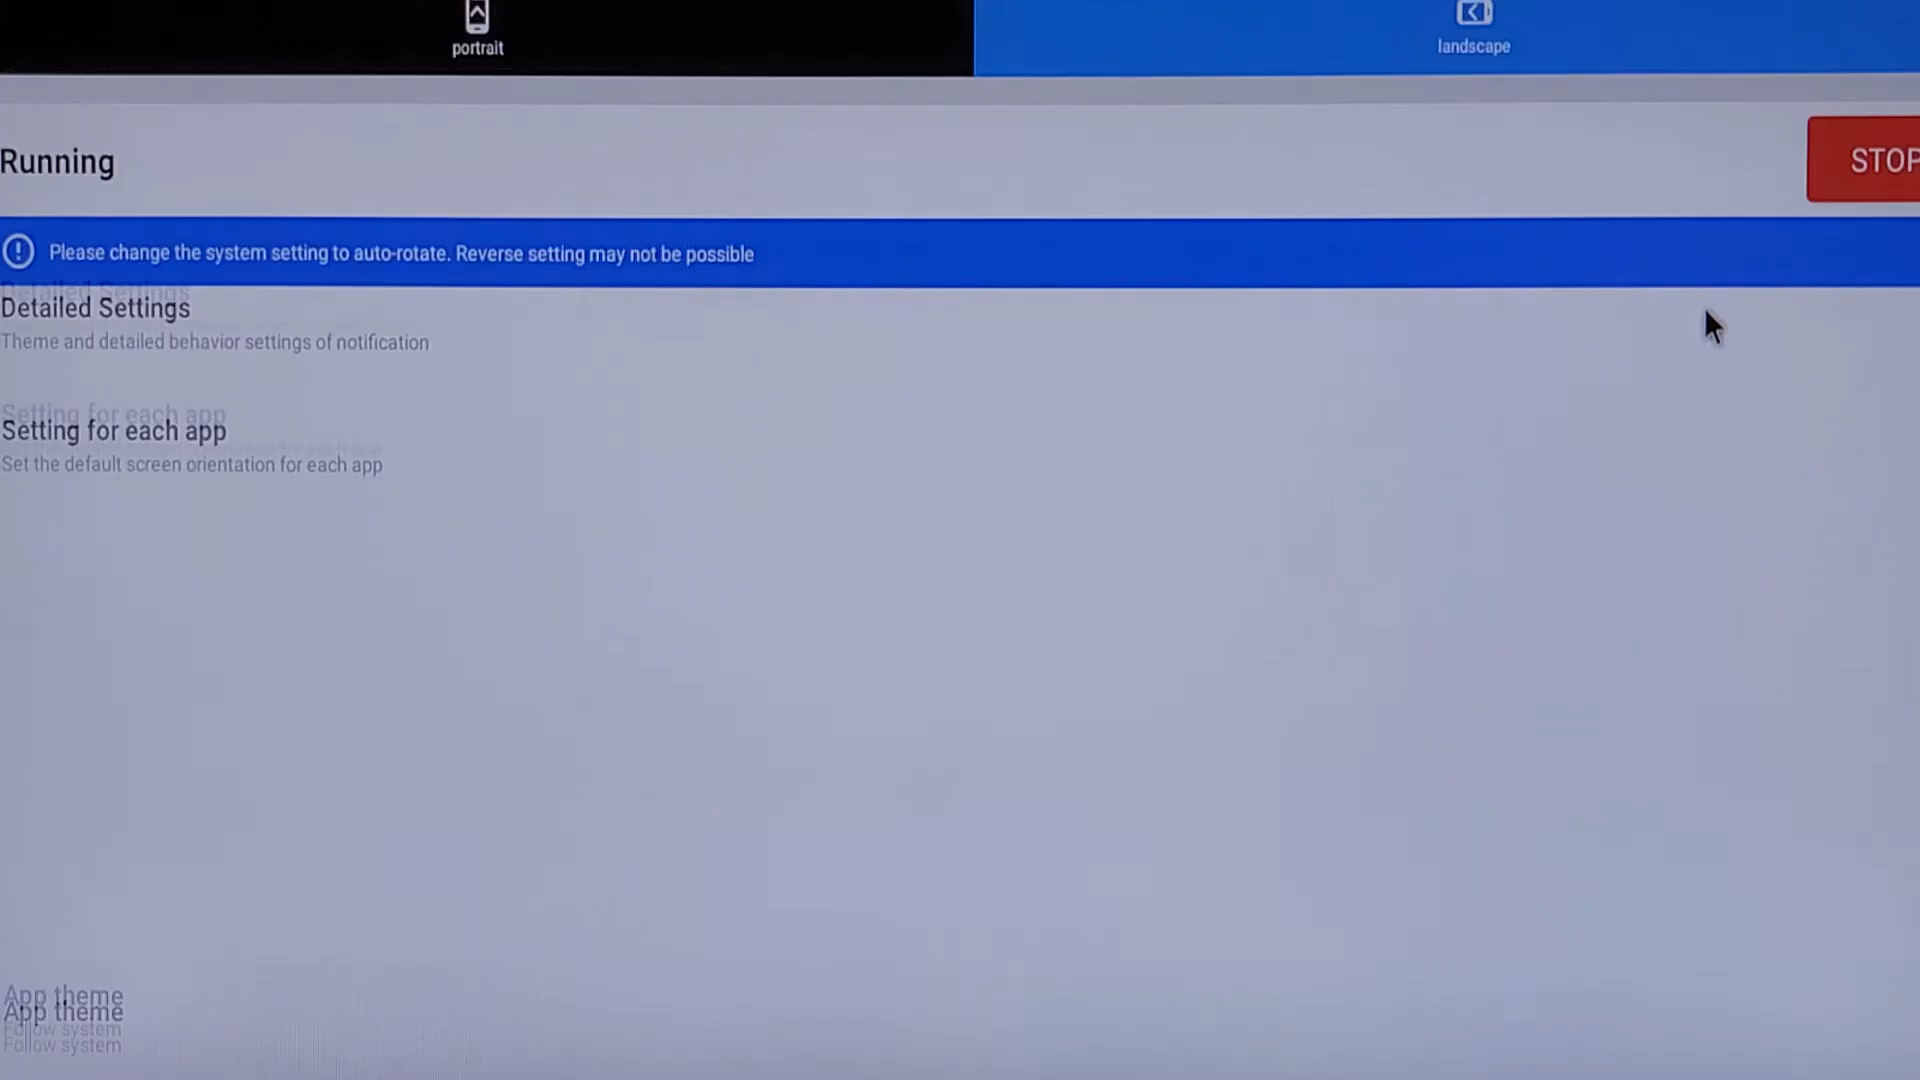 portrait
landscape
Running
STOP
Please change the system setting to auto-rotate. Reverse setting may not be possible
Detailed Settings
Theme and detailed behavior settings of notification
Setting for each app
Set the default screen orientation for each app
App theme
Follow system